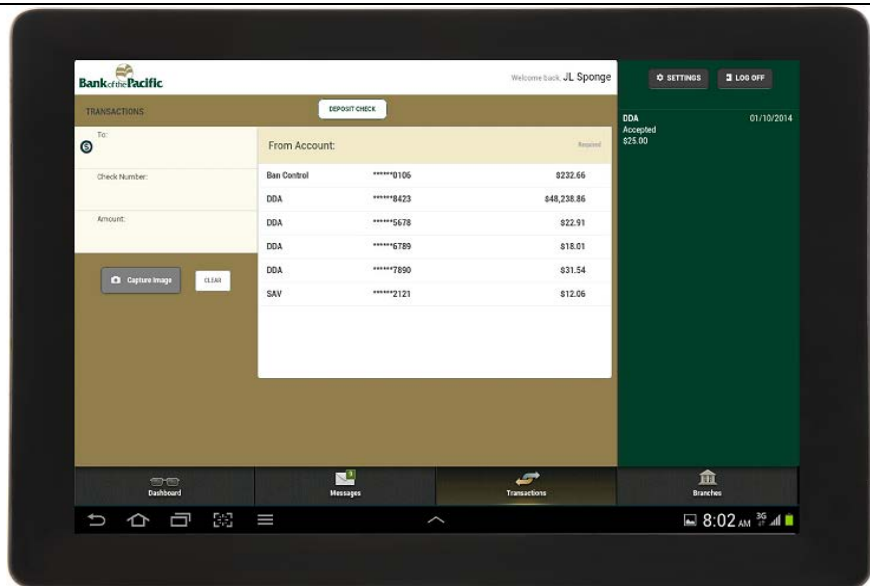 Bank of the Pacific
Welcome back, JL Sponge
SETTINGS
LOG OFF
TRANSACTIONS
DEPOSIT CHECK
To:
Check Number:
Amount:
Capture Image
CLEAR
From Account: Required
Ban Control ******0106 $232.66
DDA ******8423 $48,238.86
DDA ******5678 $22.91
DDA ******6789 $18.01
DDA ******7890 $31.54
SAV ******2121 $12.06
DDA 01/10/2014
Accepted
$25.00
Dashboard
Messages
Transactions
Branches
8:02 AM 3G